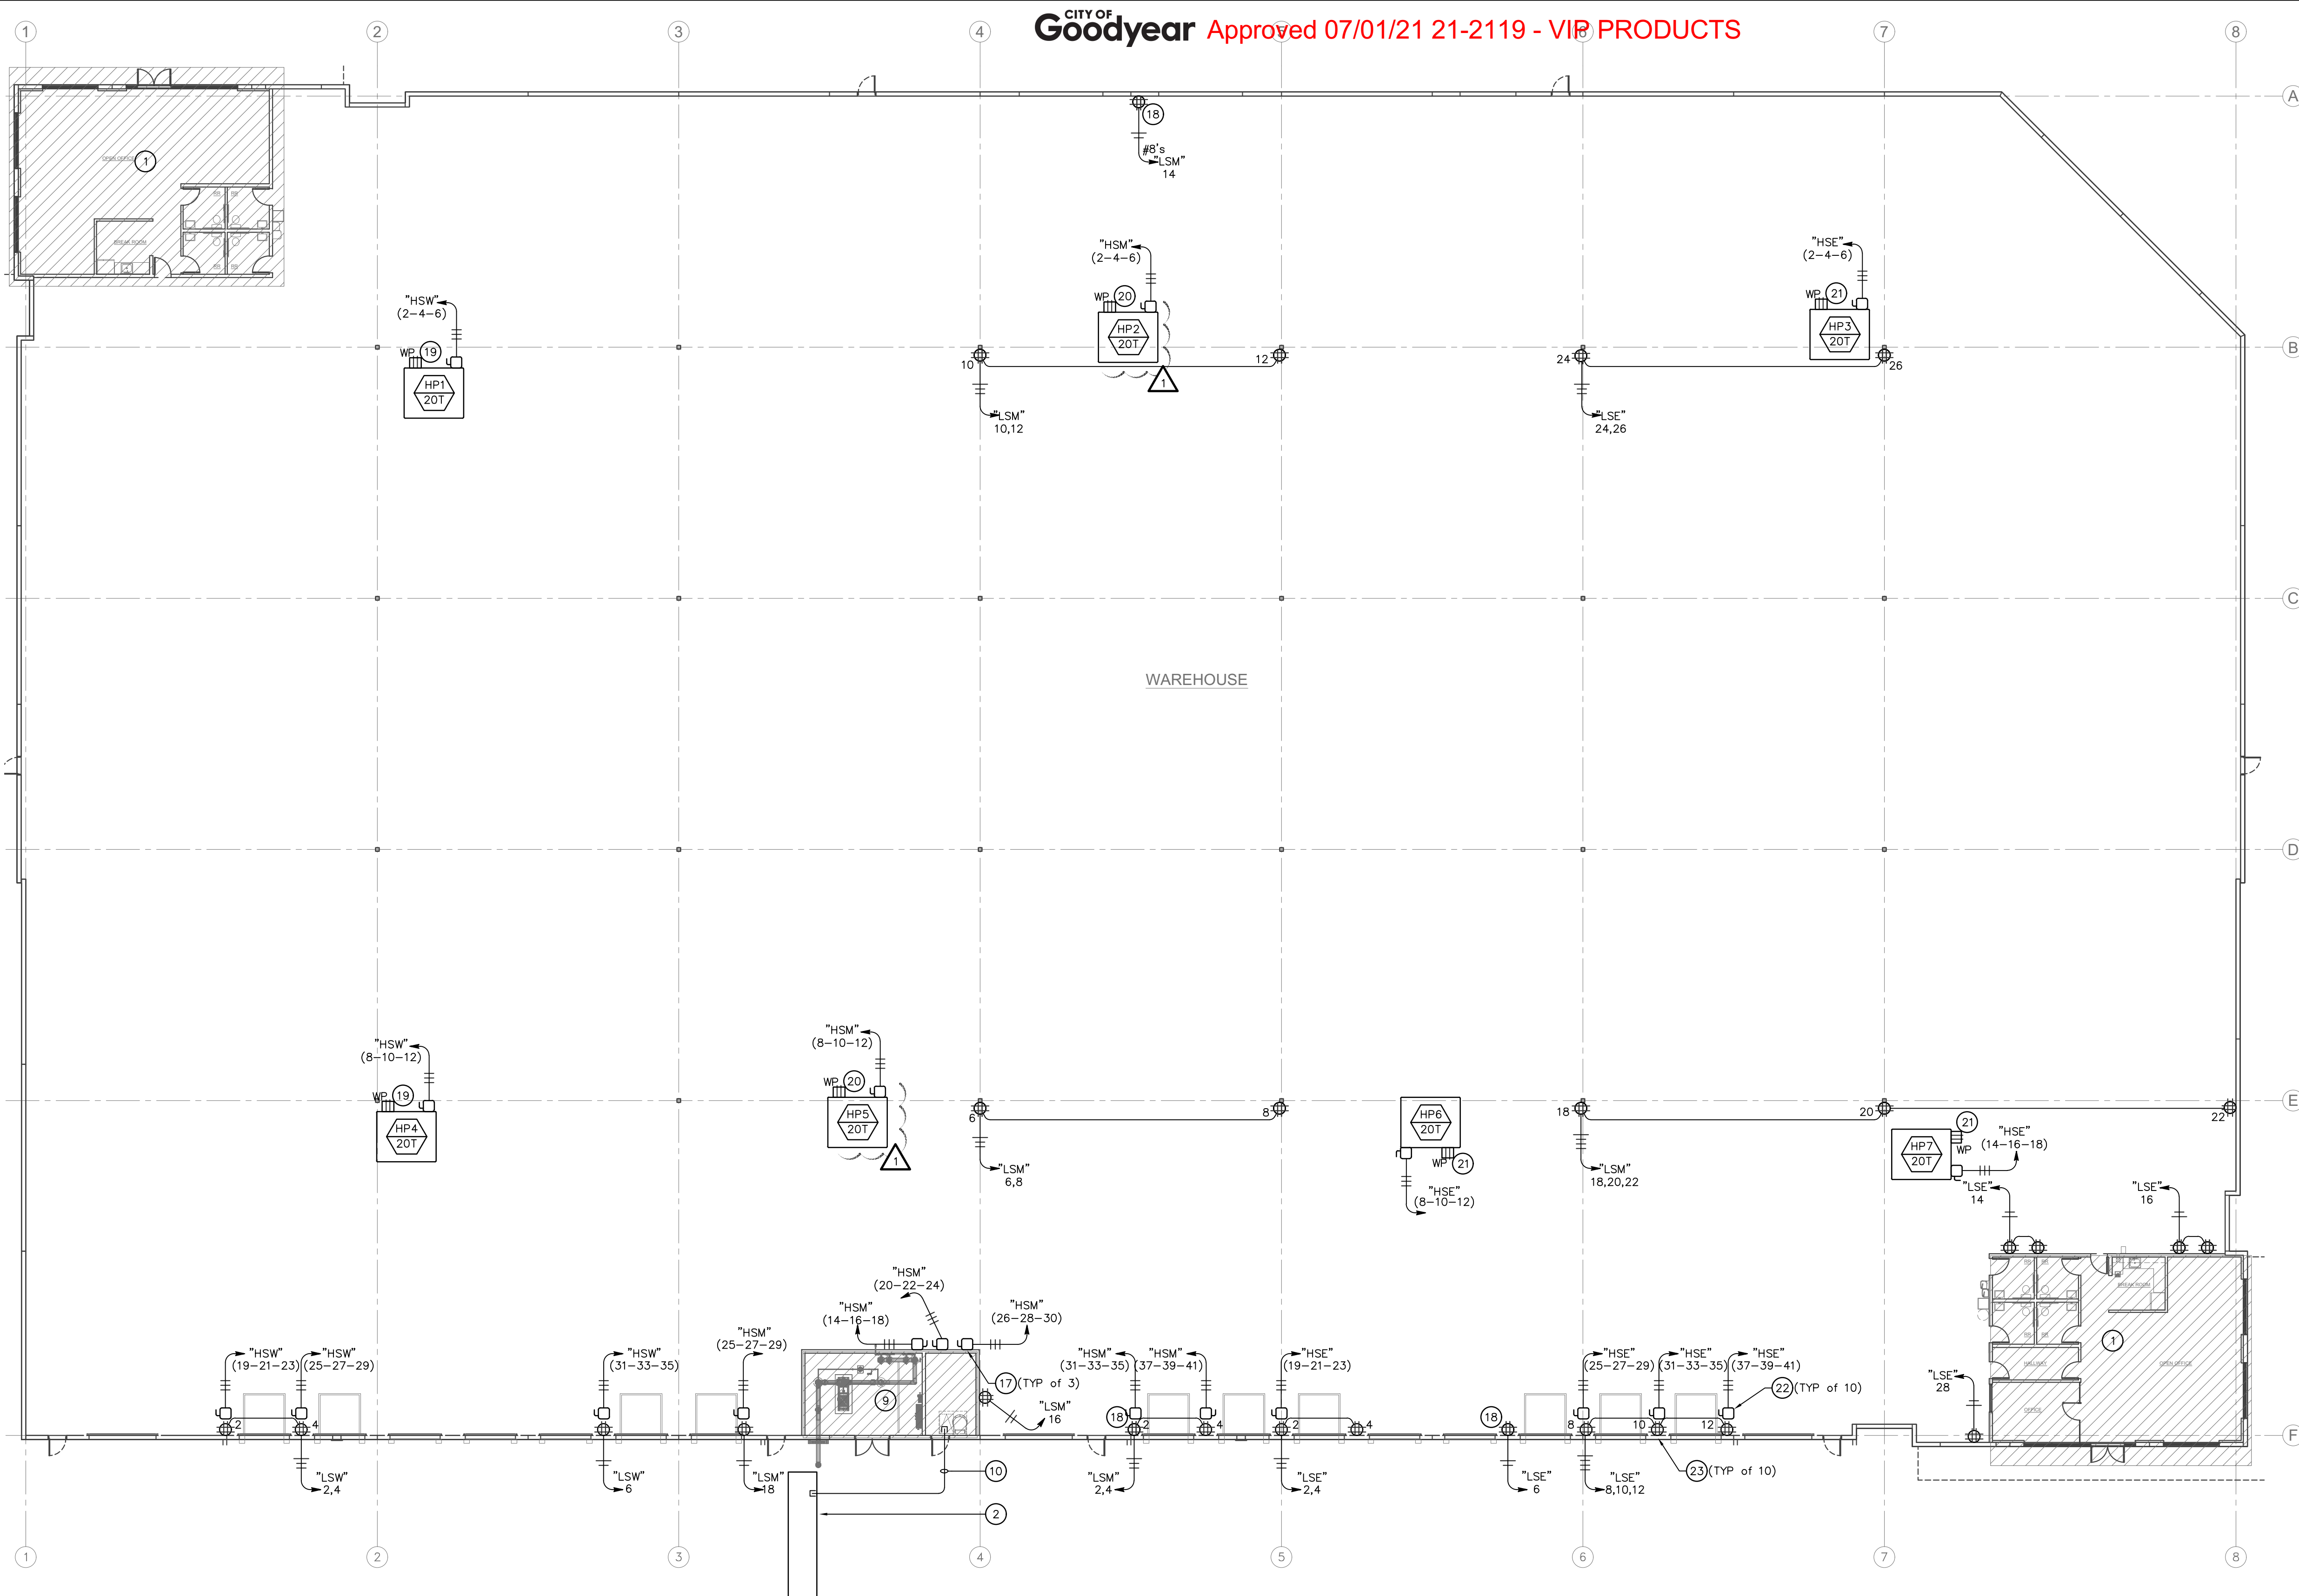 CITY OF
Goodyear Approved 07/01/21 21-2119 - VIP PRODUCTS
1 2 3 4 5 6 7 8
A
18
#8's
"LSM"
14
OPEN OFFICE
1
BREAK ROOM
"HSM"
(2-4-6)
"HSE"
(2-4-6)
"HSW"
(2-4-6)
WP 20
HP2
20T
WP 21
HP3
20T
WP 19
HP1
20T
B
10
12
24
26
1
"LSM"
10,12
"LSE"
24,26
C
WAREHOUSE
D
"HSM"
(8-10-12)
"HSW"
(8-10-12)
WP 20
HP5
20T
WP 19
HP4
20T
1
E
6
8
HP6
20T
WP 21
"HSE"
(8-10-12)
18
20
22
"LSM"
6,8
"LSM"
18,20,22
21
WP
HP7
20T
"HSE"
(14-16-18)
"LSE"
14
"LSE"
16
"HSM"
(20-22-24)
"HSM"
(14-16-18)
"HSM"
(26-28-30)
"HSW"
(19-21-23)
"HSW"
(25-27-29)
"HSW"
(31-33-35)
"HSM"
(25-27-29)
"HSM"
(31-33-35)
"HSM"
(37-39-41)
"HSE"
(19-21-23)
"HSE"
(25-27-29)
"HSE"
(31-33-35)
"HSE"
(37-39-41)
BREAK ROOM
1
HALLWAY
OPEN OFFICE
OFFICE
17 (TYP of 3)
22 (TYP of 10)
9
"LSM"
16
"LSE"
28
2
4
18
2
4
2
4
18
8
10
12
F
"LSW"
2,4
"LSW"
6
"LSM"
18
10
"LSM"
2,4
"LSE"
2,4
"LSE"
6
"LSE"
8,10,12
23 (TYP of 10)
2
1 2 3 4 5 6 7 8